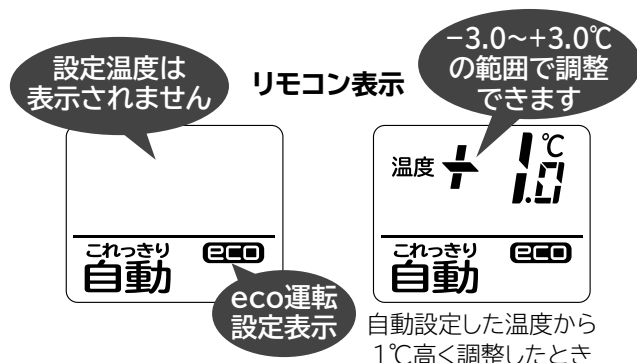 設定温度は
表示されません
リモコン表示
−3.0~+3.0℃
の範囲で調整
できます
これっきり
自動
eco
eco運転
設定表示
温度 + 1.0 ℃
これっきり
自動
eco
自動設定した温度から
1℃高く調整したとき